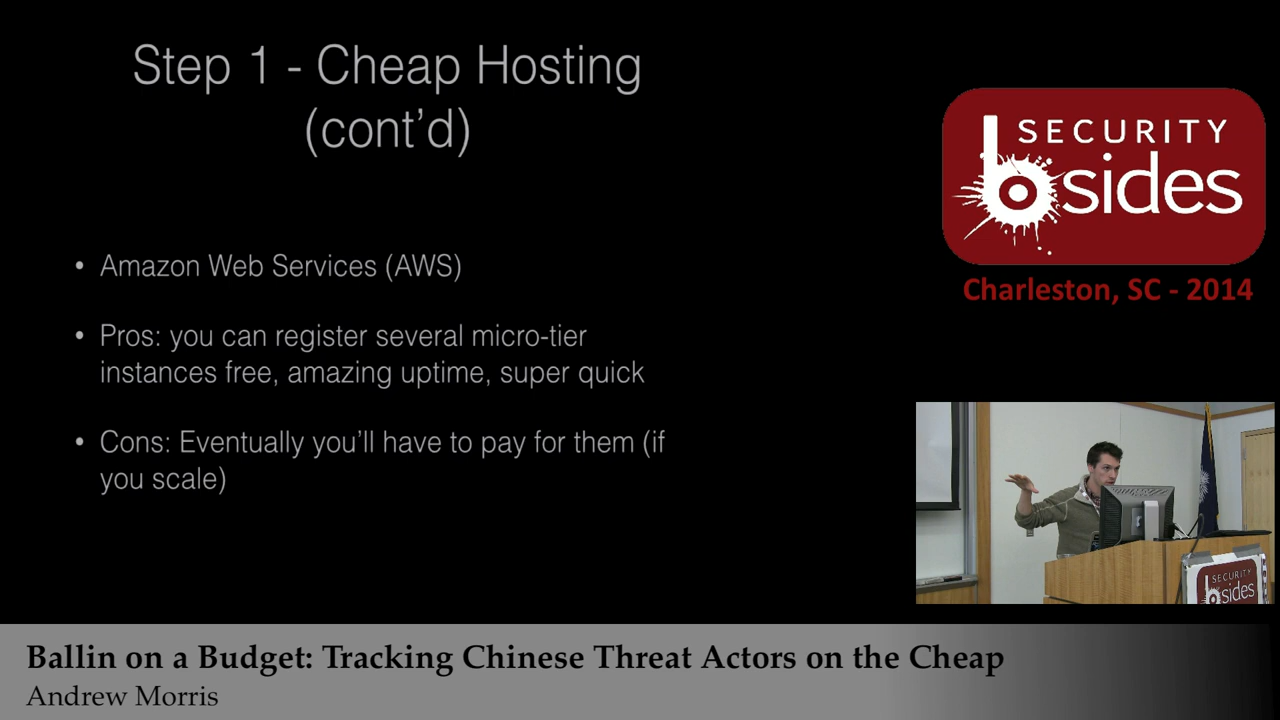 Step 1 - Cheap Hosting
(cont’d)
• Amazon Web Services (AWS)
• Pros: you can register several micro-tier
instances free, amazing uptime, super quick
• Cons: Eventually you’ll have to pay for them (if
you scale)
SECURITY
bsides
Charleston, SC - 2014
SECURITY
bsides
Ballin on a Budget: Tracking Chinese Threat Actors on the Cheap
Andrew Morris